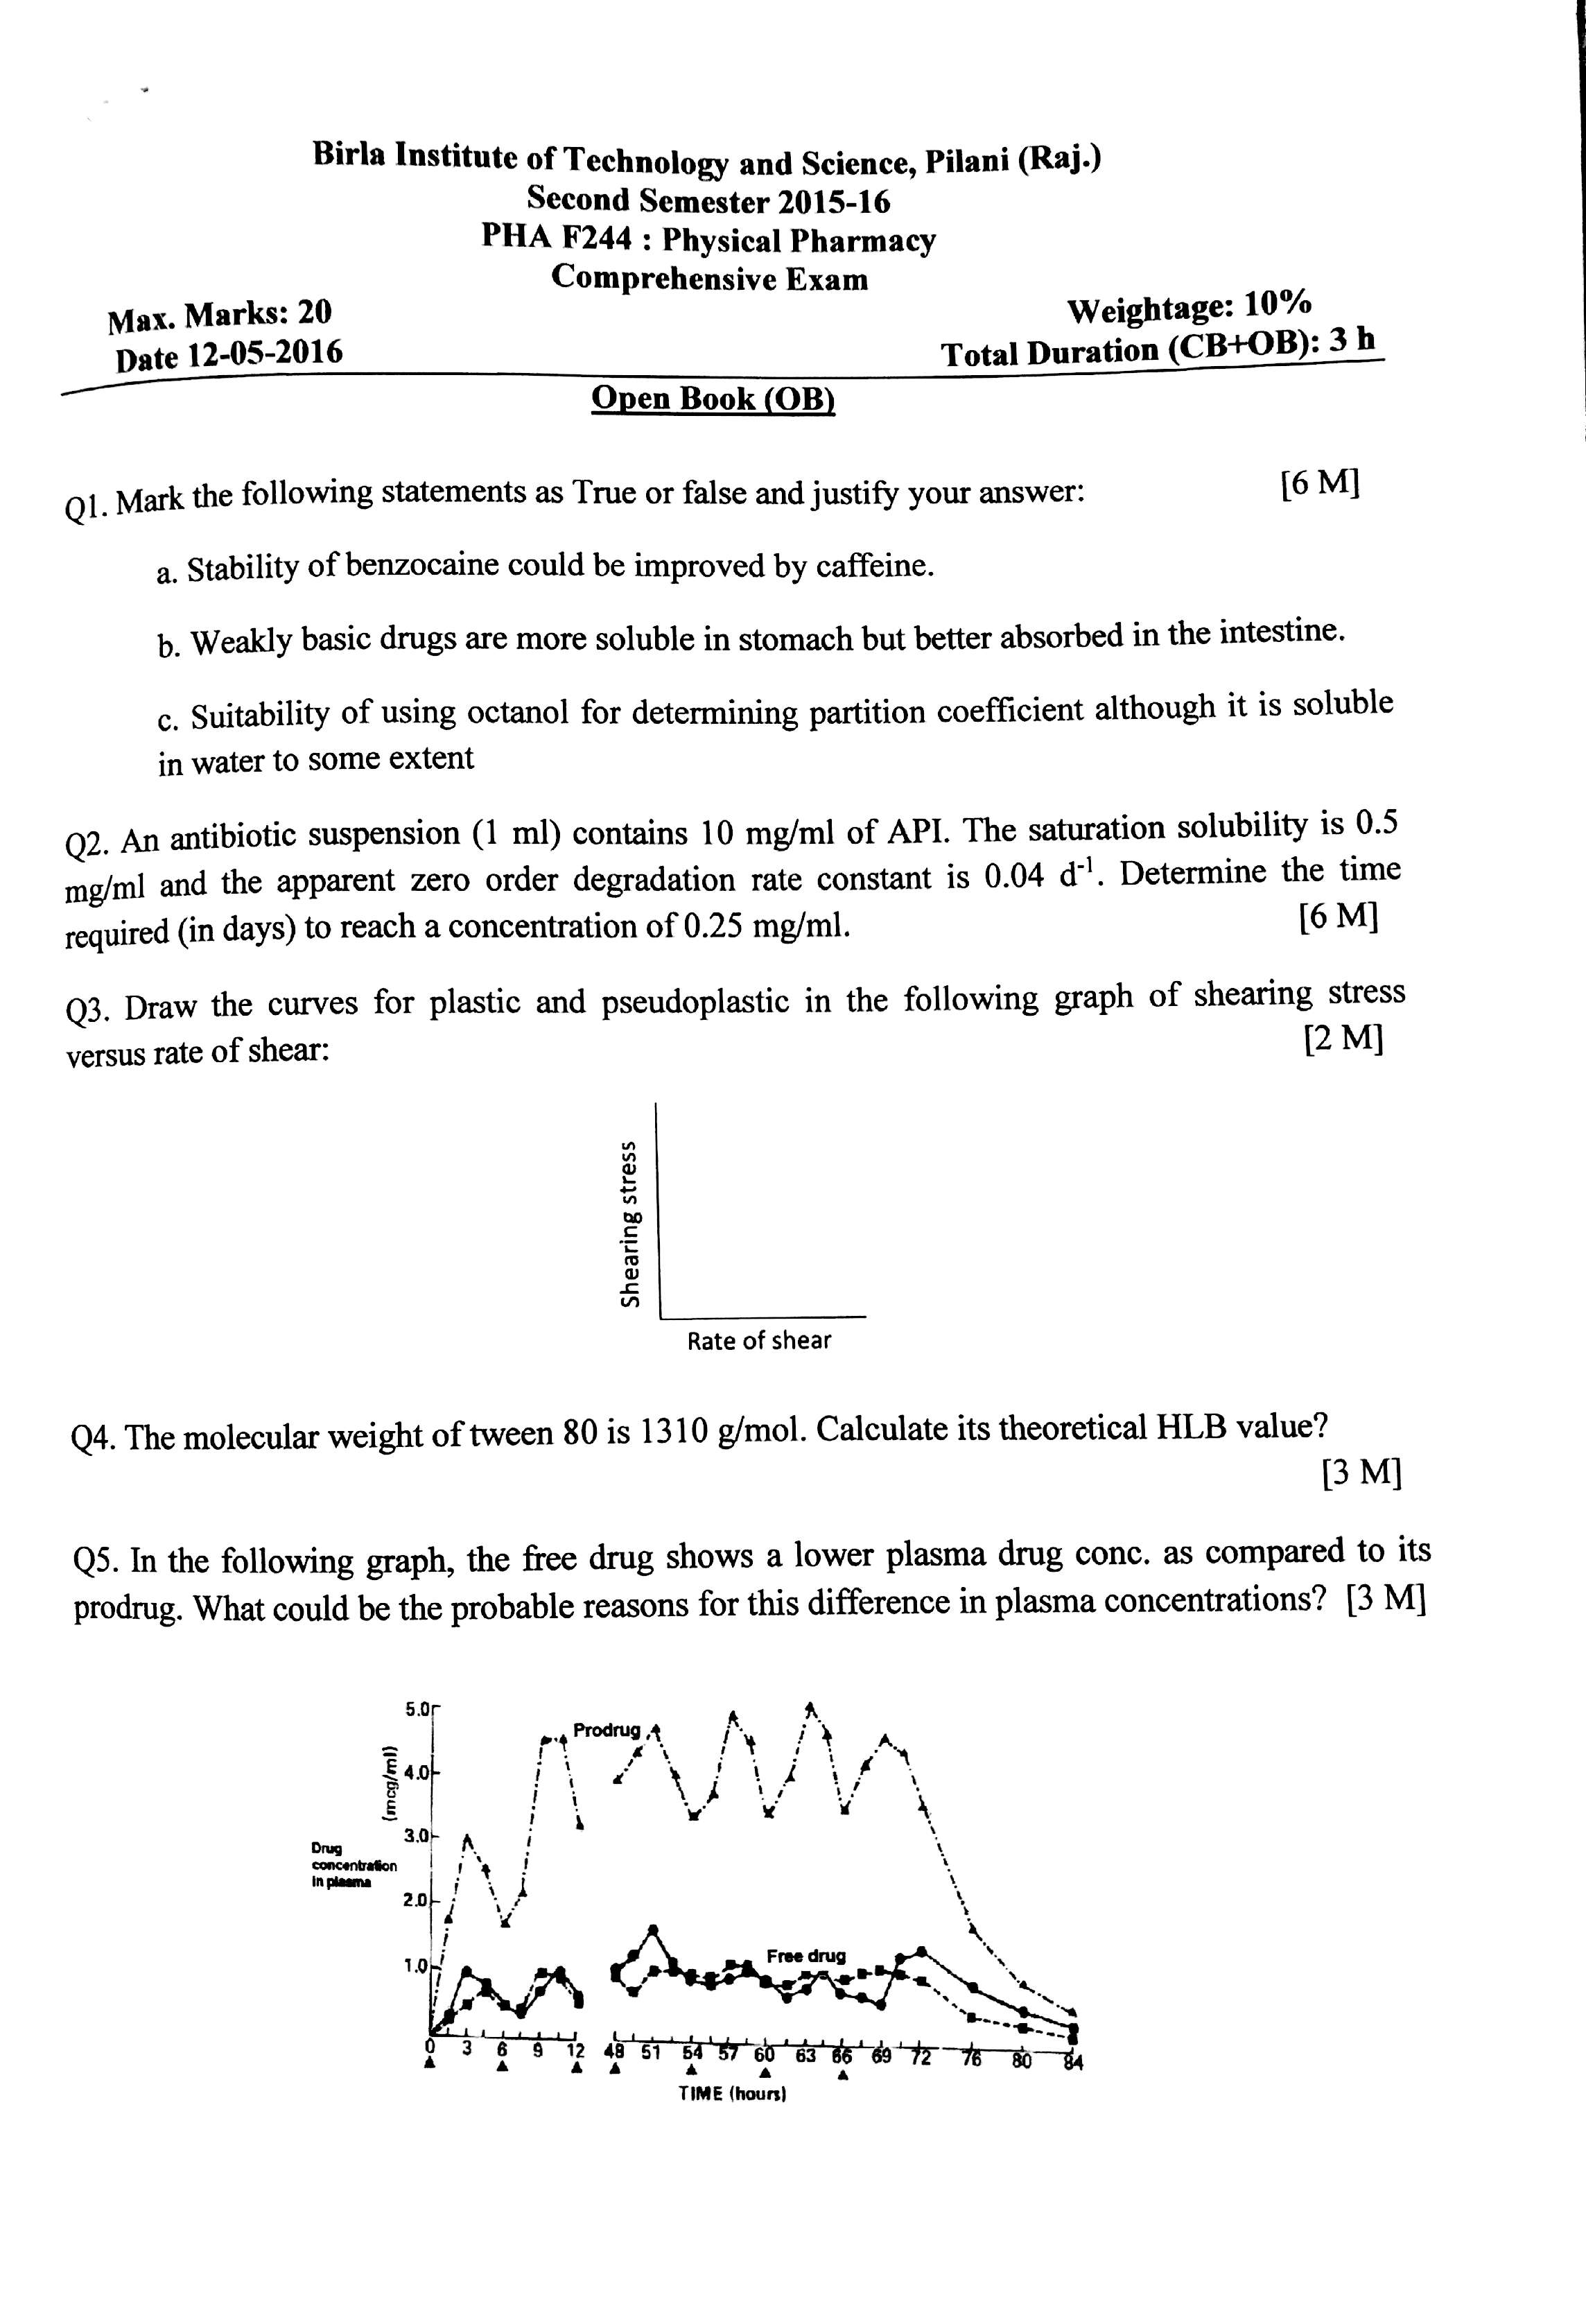 Birla Institute of Technology and Science, Pilani (Raj.)
Second Semester 2015-16
PHA F244 : Physical Pharmacy
Comprehensive Exam
Max. Marks: 20
Weightage: 10%
Date 12-05-2016
Total Duration (CB+OB): 3 h
Open Book (OB)
Q1. Mark the following statements as True or false and justify your answer: [6 M]
a. Stability of benzocaine could be improved by caffeine.
b. Weakly basic drugs are more soluble in stomach but better absorbed in the intestine.
c. Suitability of using octanol for determining partition coefficient although it is soluble
in water to some extent
Q2. An antibiotic suspension (1 ml) contains 10 mg/ml of API. The saturation solubility is 0.5
mg/ml and the apparent zero order degradation rate constant is 0.04 d⁻¹. Determine the time
required (in days) to reach a concentration of 0.25 mg/ml. [6 M]
Q3. Draw the curves for plastic and pseudoplastic in the following graph of shearing stress
versus rate of shear: [2 M]
Shearing stress
Rate of shear
Q4. The molecular weight of tween 80 is 1310 g/mol. Calculate its theoretical HLB value?
[3 M]
Q5. In the following graph, the free drug shows a lower plasma drug conc. as compared to its
prodrug. What could be the probable reasons for this difference in plasma concentrations? [3 M]
5.0
Prodrug
(mcg/ml)
4.0
3.0
Drug
concentration
in plasma
2.0
1.0
Free drug
0 3 6 9 12 48 51 54 57 60 63 66 69 72 76 80 84
TIME (hours)